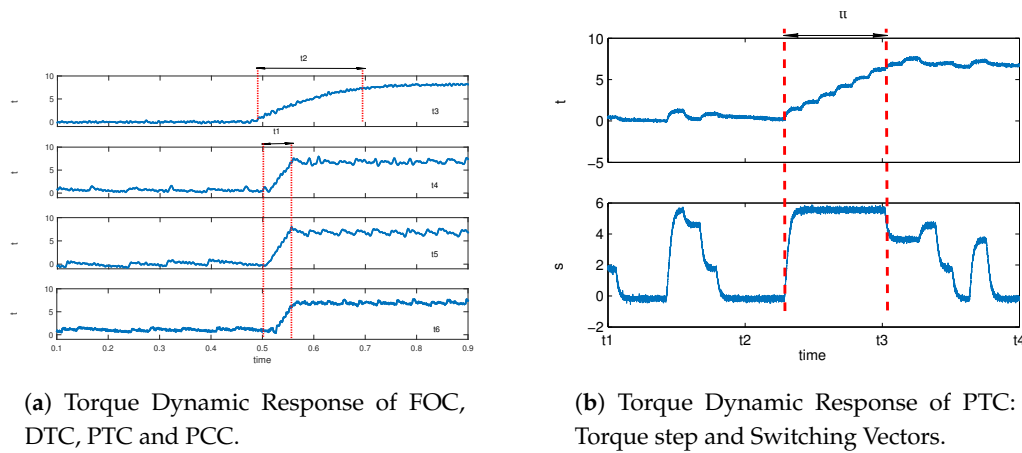 t2
10
5
0
t
t3
t1
10
5
0
t
t4
10
5
0
t
t5
10
5
0
t
t6
0.1 0.2 0.3 0.4 0.5 0.6 0.7 0.8 0.9
time
(a) Torque Dynamic Response of FOC,
DTC, PTC and PCC.
10
5
0
−5
t
6
4
2
0
−2
s
t1 t2 t3 t4
time
(b) Torque Dynamic Response of PTC:
Torque step and Switching Vectors.